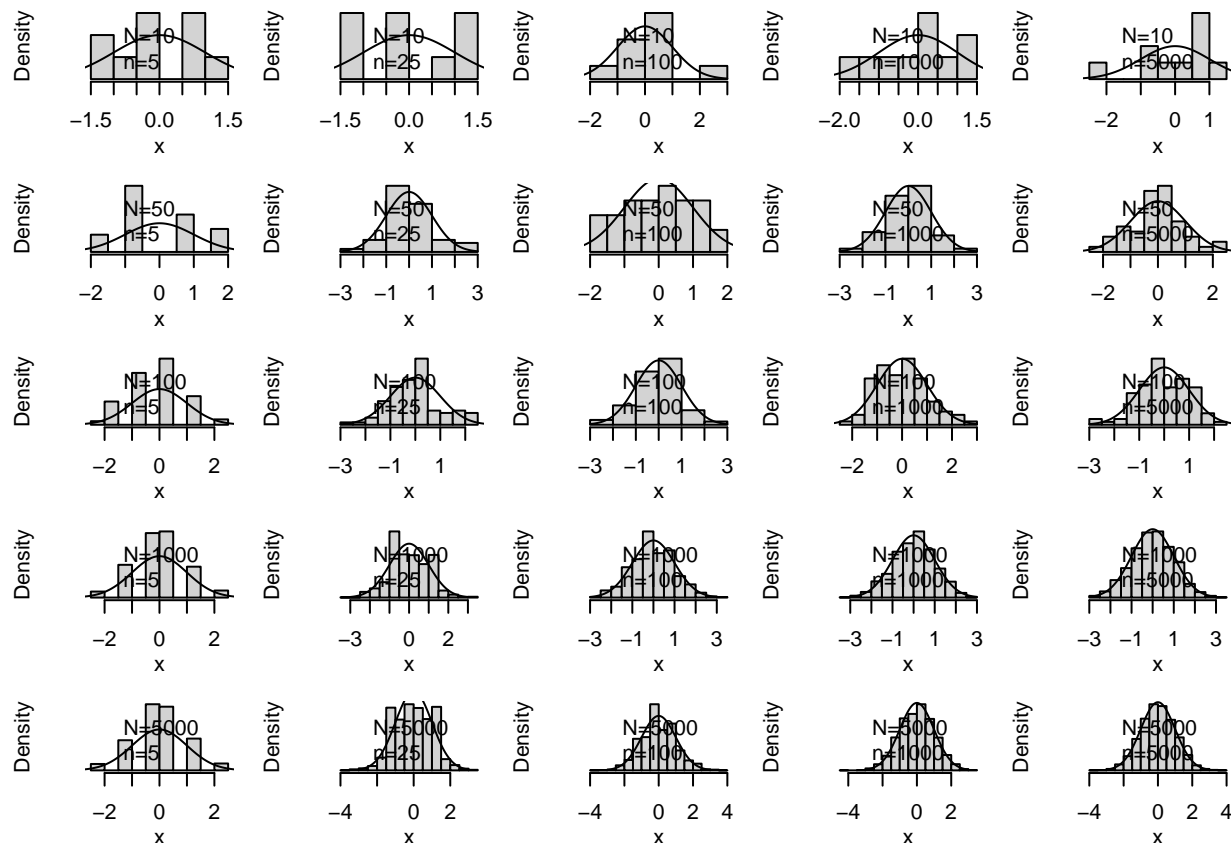 Density Density Density Density Density
N=10 N=10 N=10 N=10 N=10
n=5 n=25 n=100 n=1000 n=5000
−1.5 0.0 1.5 −1.5 0.0 1.5 −2 0 2 −2.0 0.0 1.5 −2 0 1
x x x x x
Density Density Density Density Density
N=50 N=50 N=50 N=50 N=50
n=5 n=25 n=100 n=1000 n=5000
−2 0 1 2 −3 −1 1 3 −2 0 1 2 −3 −1 1 3 −2 0 2
x x x x x
Density Density Density Density Density
N=100 N=100 N=100 N=100 N=100
n=5 n=25 n=100 n=1000 n=5000
−2 0 2 −3 −1 1 −3 −1 1 3 −2 0 2 −3 −1 1
x x x x x
Density Density Density Density Density
N=1000 N=1000 N=1000 N=1000 N=1000
n=5 n=25 n=100 n=1000 n=5000
−2 0 2 −3 0 2 −3 −1 1 3 −3 −1 1 3 −3 −1 1 3
x x x x x
Density Density Density Density Density
N=5000 N=5000 N=5000 N=5000 N=5000
n=5 n=25 n=100 n=1000 n=5000
−2 0 2 −4 0 2 −4 0 2 4 −4 0 2 −4 0 2 4
x x x x x